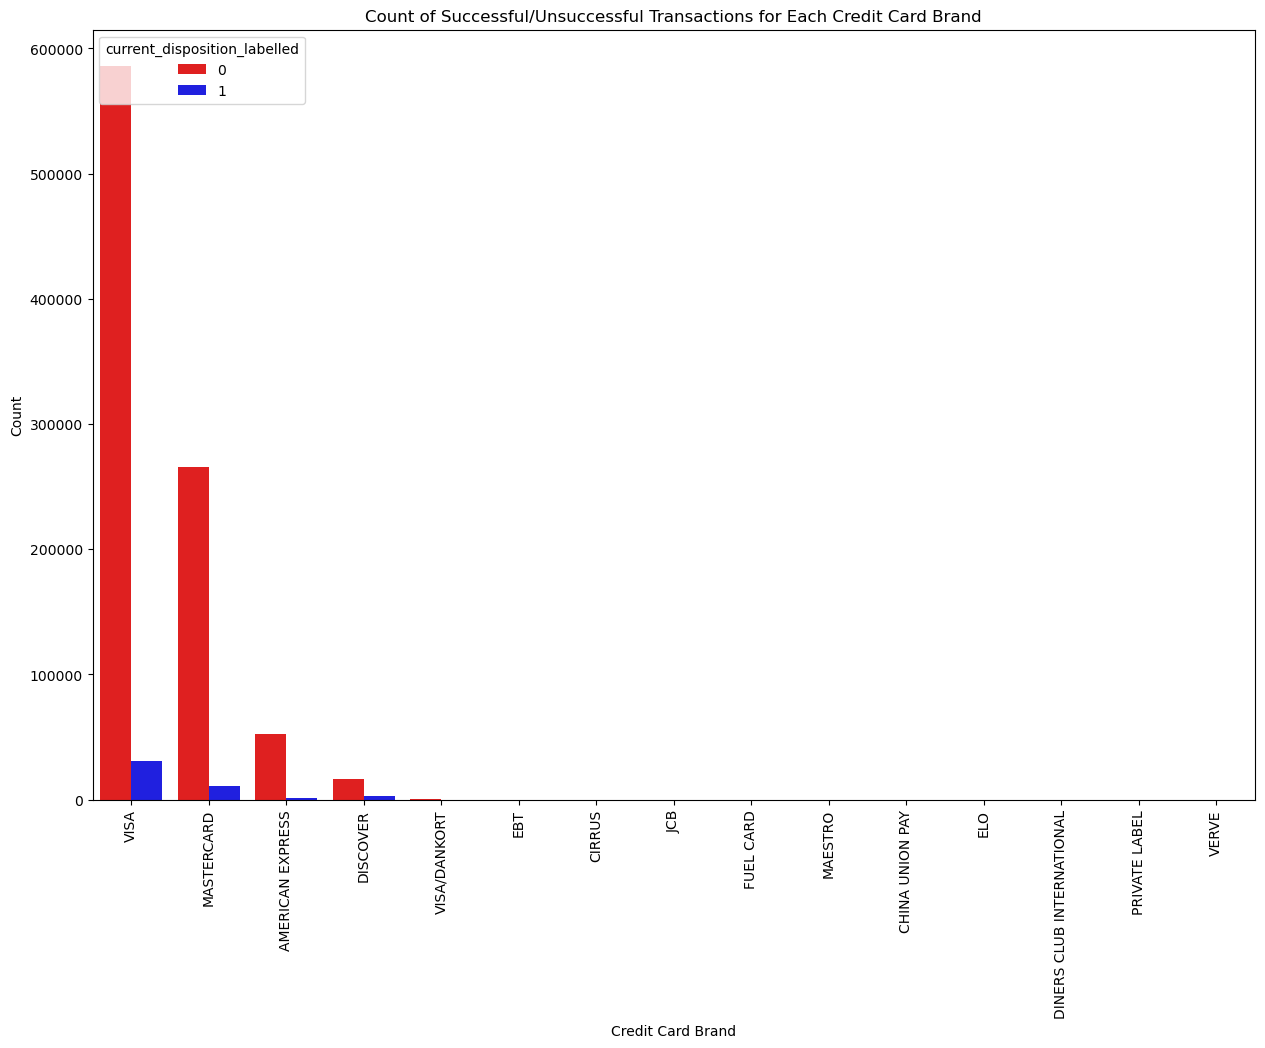 Count of Successful/Unsuccessful Transactions for Each Credit Card Brand
current_disposition_labelled
0
1
600000
500000
400000
300000
200000
100000
0
Count
VISA
MASTERCARD
AMERICAN EXPRESS
DISCOVER
VISA/DANKORT
EBT
CIRRUS
JCB
FUEL CARD
MAESTRO
CHINA UNION PAY
ELO
DINERS CLUB INTERNATIONAL
PRIVATE LABEL
VERVE
Credit Card Brand